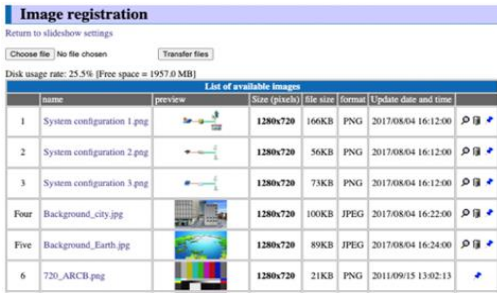 Image registration
Return to slideshow settings
Choose file No file chosen Transfer files
Disk usage rate: 25.5% [Free space = 1957.0 MB]
List of available images
name preview Size (pixels) file size format Update date and time
1 System configuration 1.png 1280x720 166KB PNG 2017/08/04 16:12:00
2 System configuration 2.png 1280x720 56KB PNG 2017/08/04 16:12:00
3 System configuration 3.png 1280x720 73KB PNG 2017/08/04 16:12:00
Four Background_city.jpg 1280x720 100KB JPEG 2017/08/04 16:22:00
Five Background_Earth.jpg 1280x720 89KB JPEG 2017/08/04 16:24:00
6 720_ARCB.png 1280x720 21KB PNG 2011/09/15 13:02:13